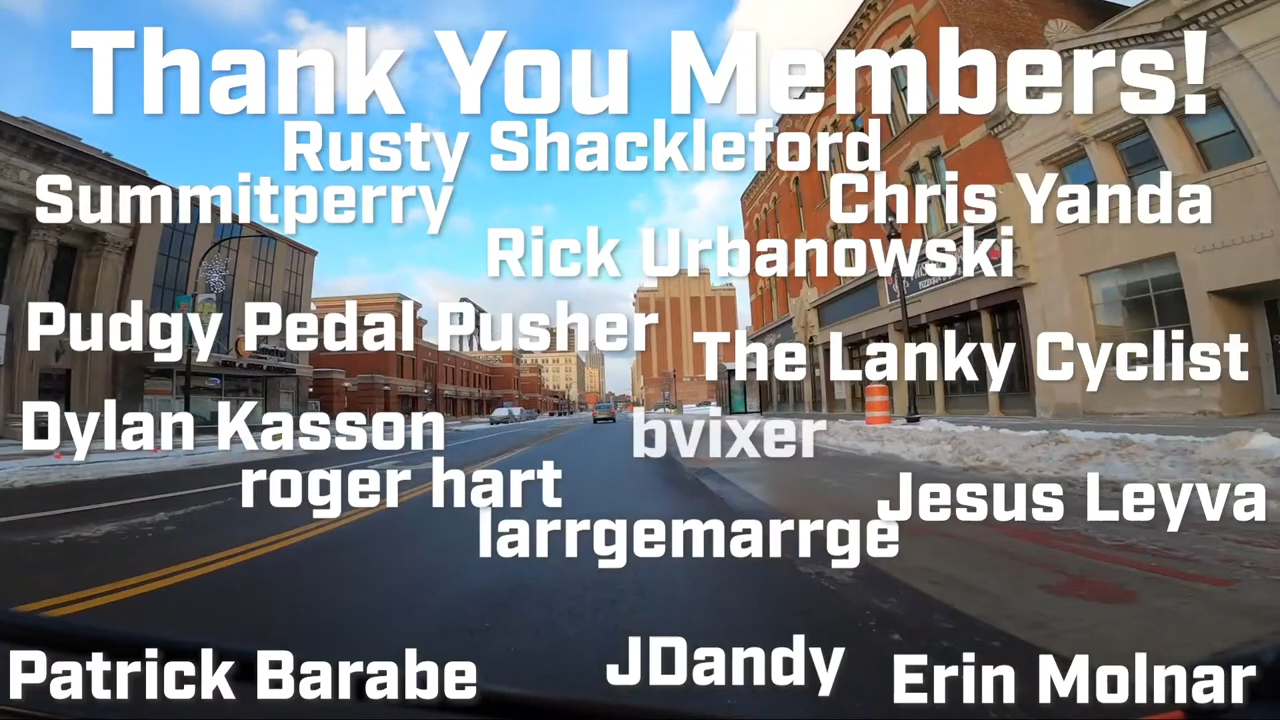 Thank You Members!
Rusty Shackleford
Summitperry
Chris Yanda
Rick Urbanowski
Pudgy Pedal Pusher
The Lanky Cyclist
Dylan Kasson
bvixer
roger hart
Jesus Leyva
larrgemarrge
Patrick Barabe
JDandy
Erin Molnar